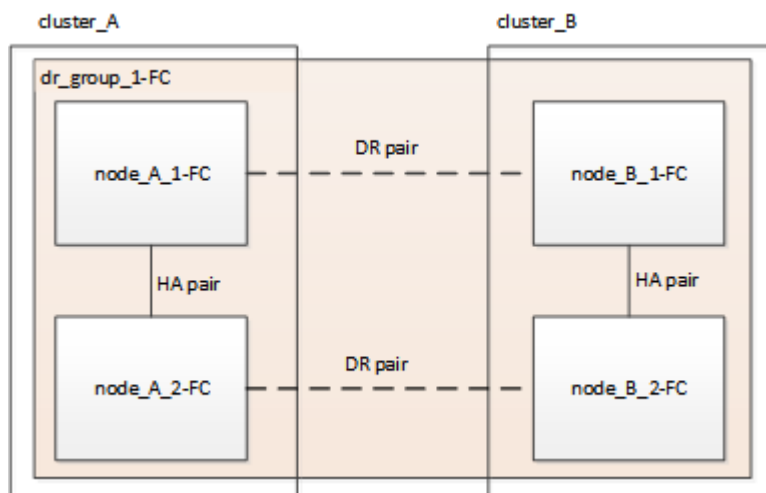 cluster_A
cluster_B
dr_group_1-FC
DR pair
node_A_1-FC
node_B_1-FC
HA pair
HA pair
DR pair
node_A_2-FC
node_B_2-FC